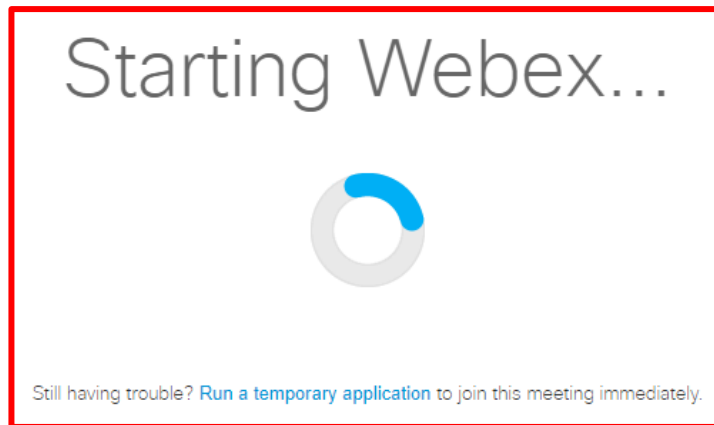 Starting Webex...
Still having trouble? Run a temporary application to join this meeting immediately.